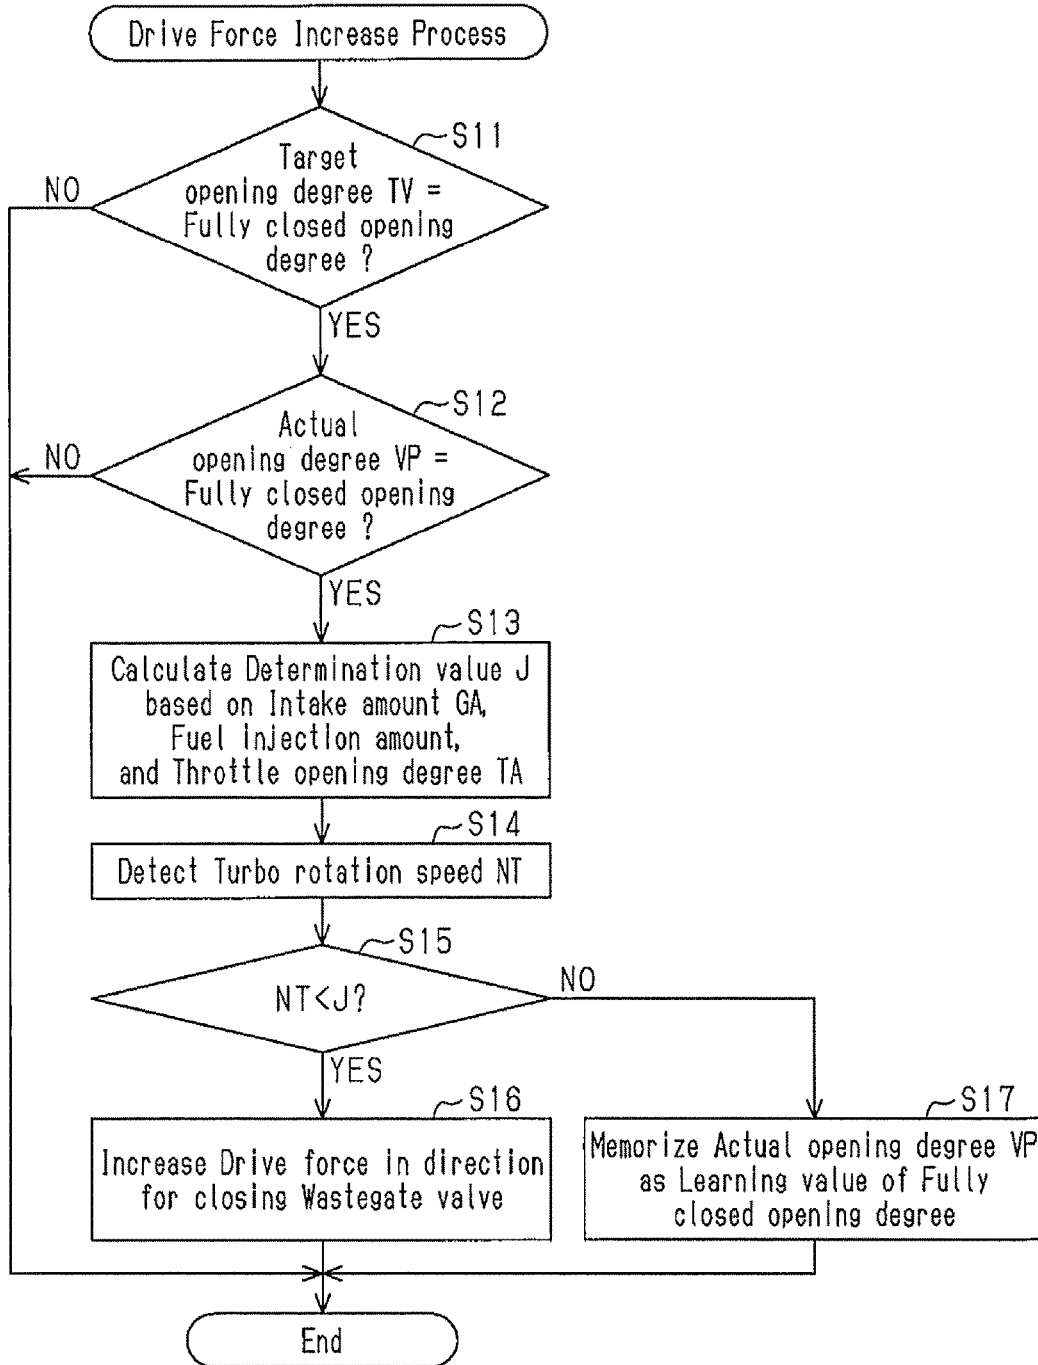 Drive Force Increase Process
S11
Target
opening degree TV =
Fully closed opening
degree ?
NO
YES
S12
Actual
opening degree VP =
Fully closed opening
degree ?
NO
YES
S13
Calculate Determination value J
based on Intake amount GA,
Fuel injection amount,
and Throttle opening degree TA
S14
Detect Turbo rotation speed NT
S15
NT<J?
NO
YES
S16
Increase Drive force in direction
for closing Wastegate valve
S17
Memorize Actual opening degree VP
as Learning value of Fully
closed opening degree
End